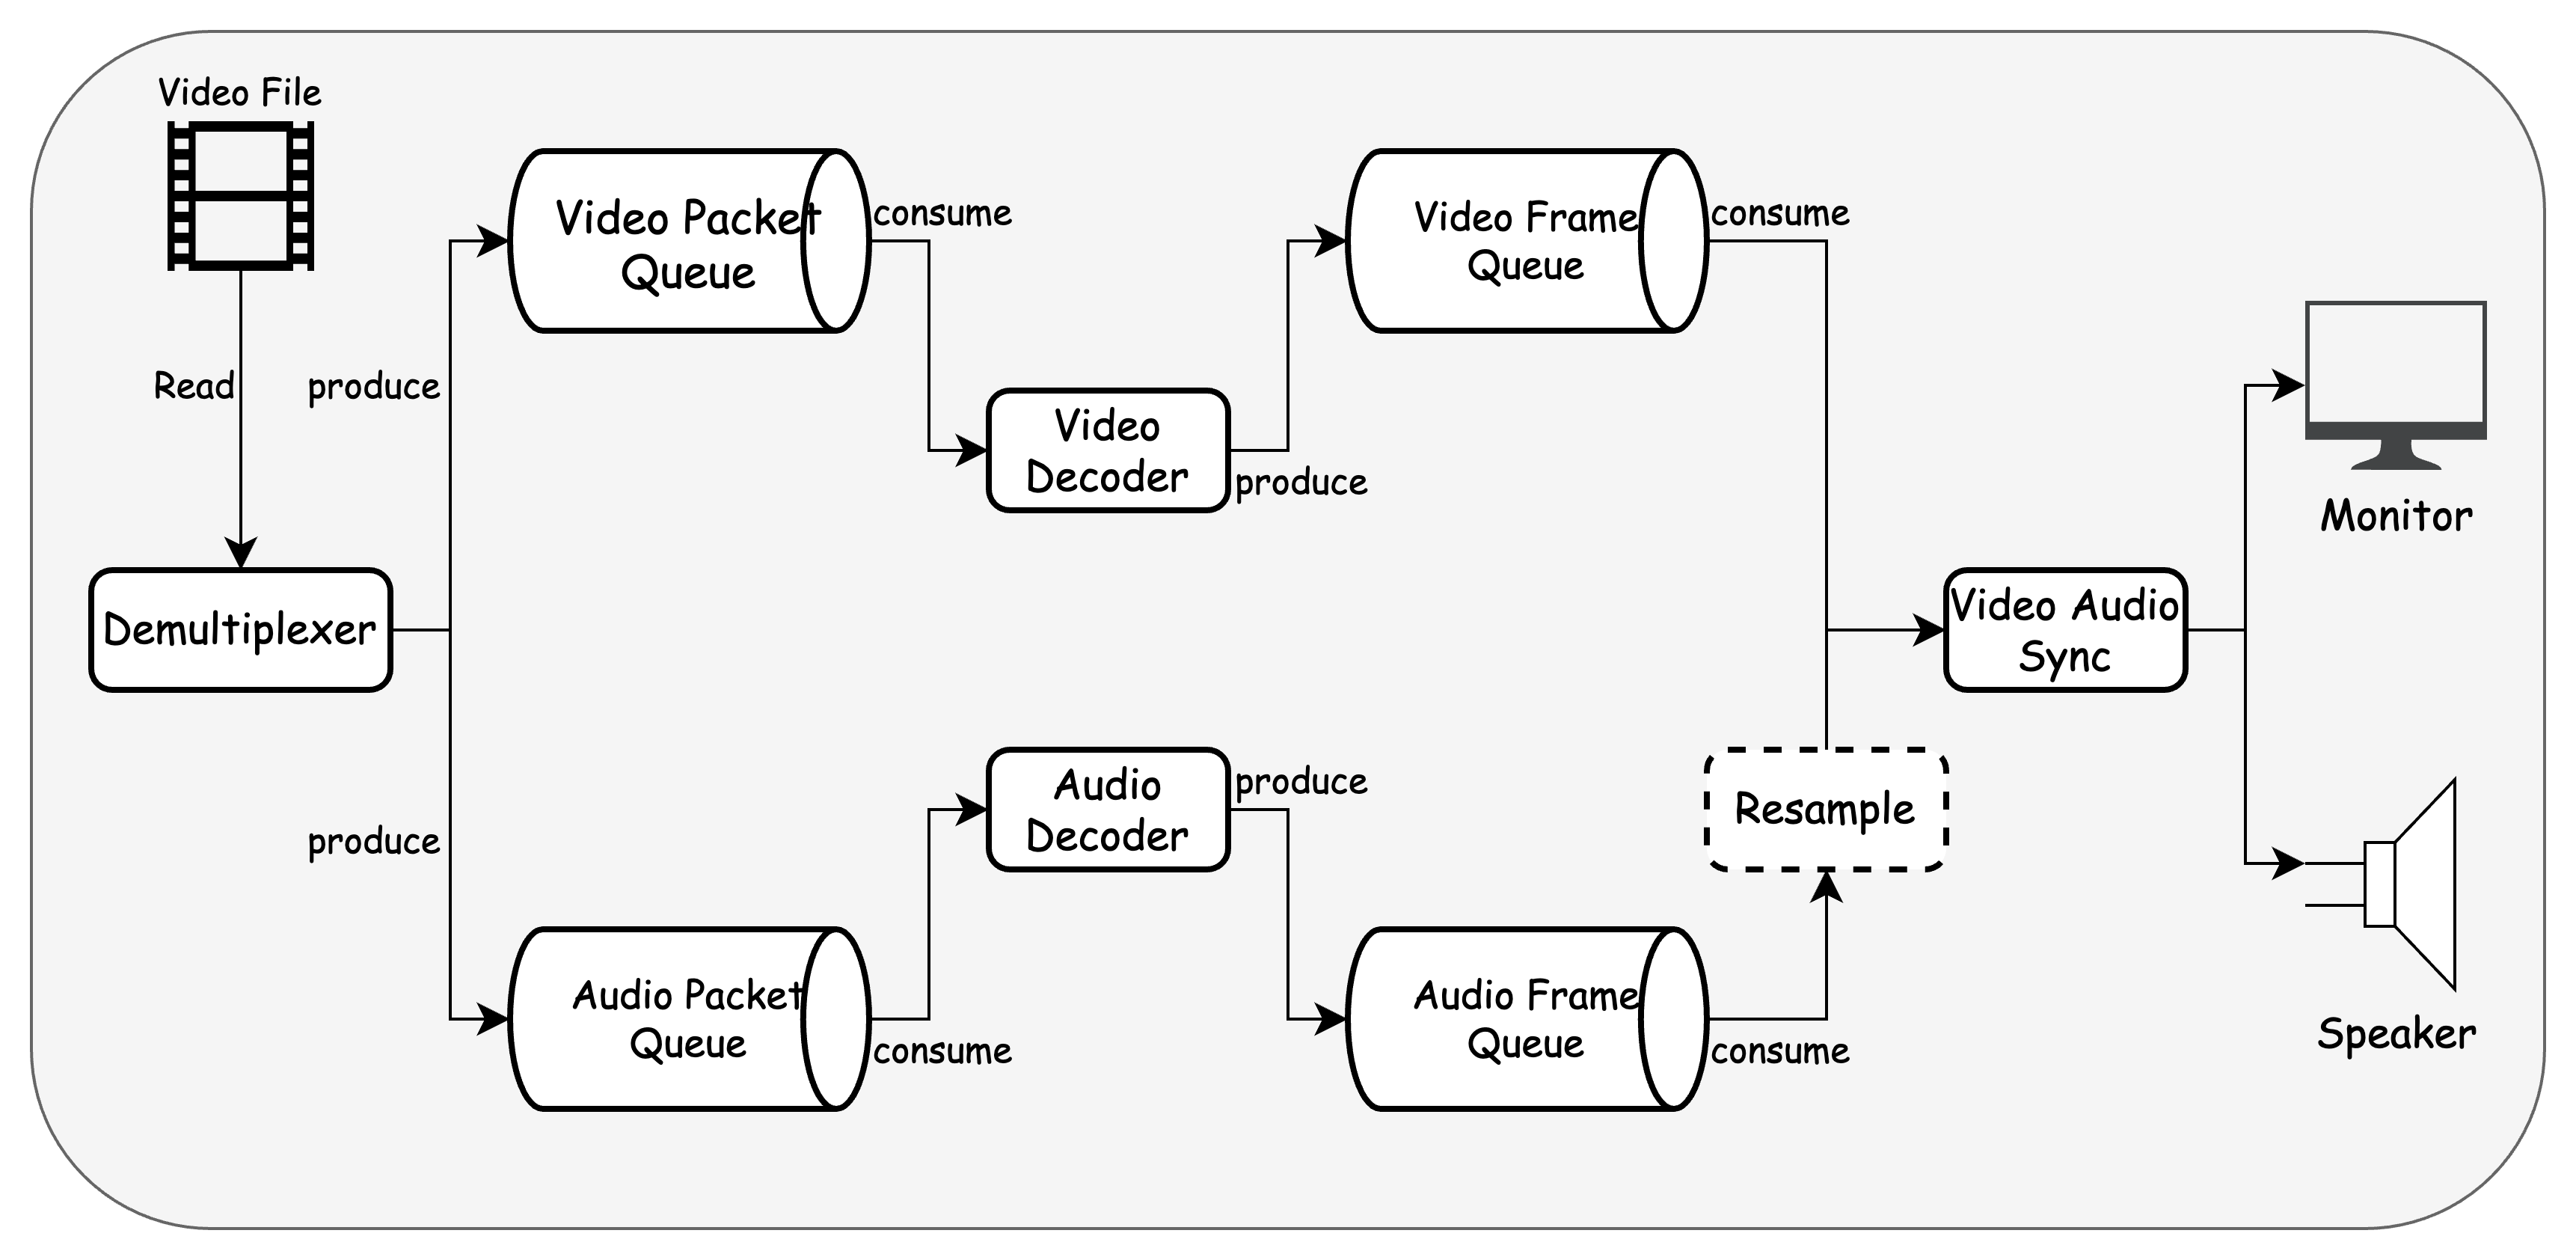 Video File
Read
Demultiplexer
produce
produce
Video Packet
Queue
consume
Video
Decoder
produce
Video Frame
Queue
consume
Audio Packet
Queue
consume
Audio
Decoder
produce
Audio Frame
Queue
consume
Resample
Video Audio
Sync
Monitor
Speaker